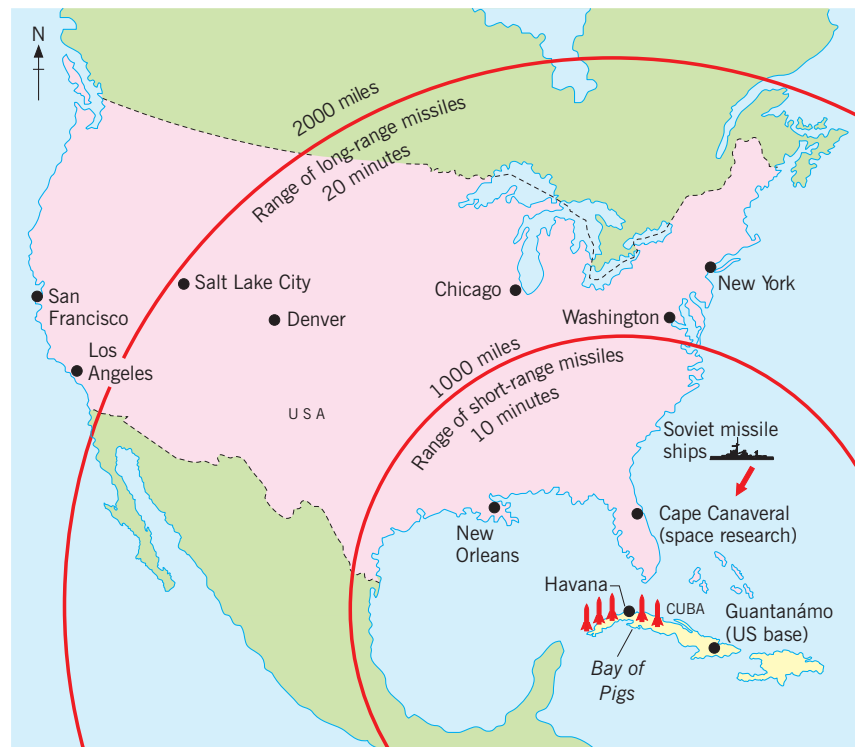 N
2000 miles
Range of long-range missiles
20 minutes
Salt Lake City
San
Francisco
Denver
Chicago
New York
Washington
Los
Angeles
1000 miles
Range of short-range missiles
10 minutes
U S A
Soviet missile
ships
New
Orleans
Cape Canaveral
(space research)
Havana
CUBA
Guantanámo
(US base)
Bay of
Pigs